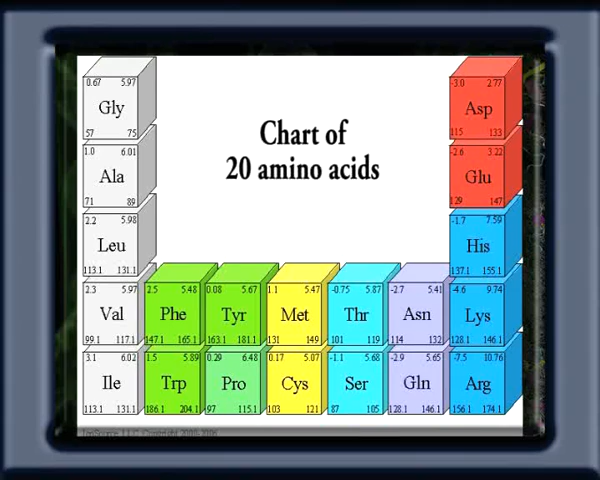 Chart of
20 amino acids
0.67 5.97
Gly
57 75
-3.0 2.77
Asp
115 133
1.0 6.01
Ala
71 89
-2.6 3.22
Glu
129 147
2.2 5.98
Leu
113.1 131.1
-1.7 7.59
His
137.1 155.1
2.3 5.97
Val
99.1 117.1
2.5 5.48
Phe
147.1 165.1
0.08 5.67
Tyr
163.1 181.1
1.1 5.47
Met
131 149
-0.75 5.87
Thr
101 119
-2.7 5.41
Asn
114 132
-4.6 9.74
Lys
128.1 146.1
3.1 6.02
Ile
113.1 131.1
1.5 5.89
Trp
186.1 204.1
0.29 6.48
Pro
97 115.1
0.17 5.07
Cys
103 121
-1.1 5.68
Ser
87 105
-2.9 5.65
Gln
128.1 146.1
-7.5 10.76
Arg
156.1 174.1